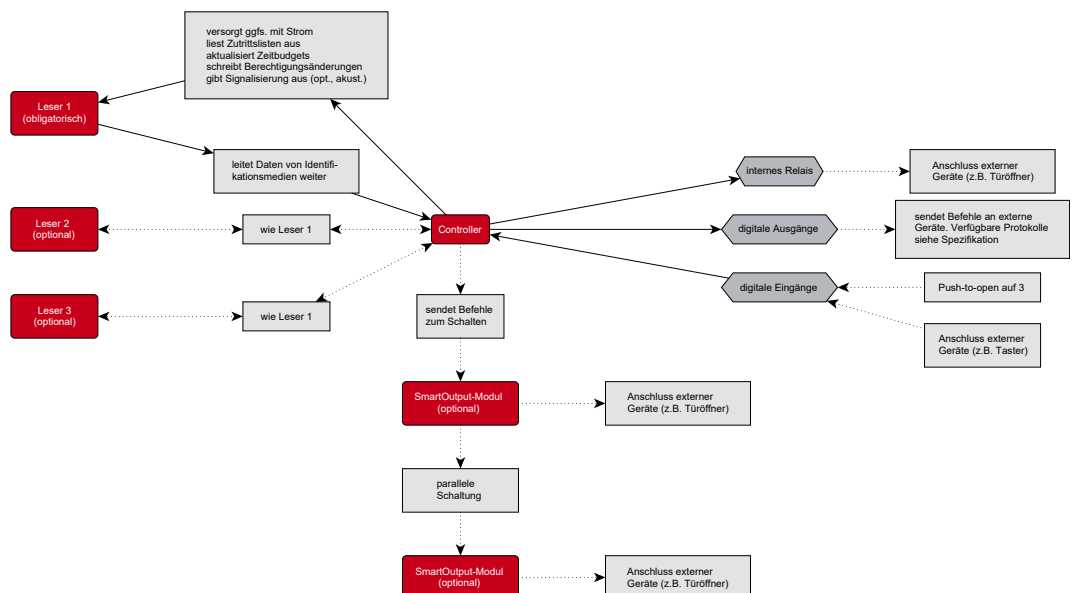 versorgt ggfs. mit Strom
liest Zutrittslisten aus
aktualisiert Zeitbudgets
schreibt Berechtigungsänderungen
gibt Signalisierung aus (opt., akust.)
Leser 1
(obligatorisch)
leitet Daten von Identifi-
kationsmedien weiter
internes Relais
Anschluss externer
Geräte (z.B. Türöffner)
Leser 2
(optional)
wie Leser 1
Controller
digitale Ausgänge
sendet Befehle an externe
Geräte. Verfügbare Protokolle
siehe Spezifikation
digitale Eingänge
Push-to-open auf 3
Leser 3
(optional)
wie Leser 1
sendet Befehle
zum Schalten
Anschluss externer
Geräte (z.B. Taster)
SmartOutput-Modul
(optional)
Anschluss externer
Geräte (z.B. Türöffner)
parallele
Schaltung
SmartOutput-Modul
(optional)
Anschluss externer
Geräte (z.B. Türöffner)